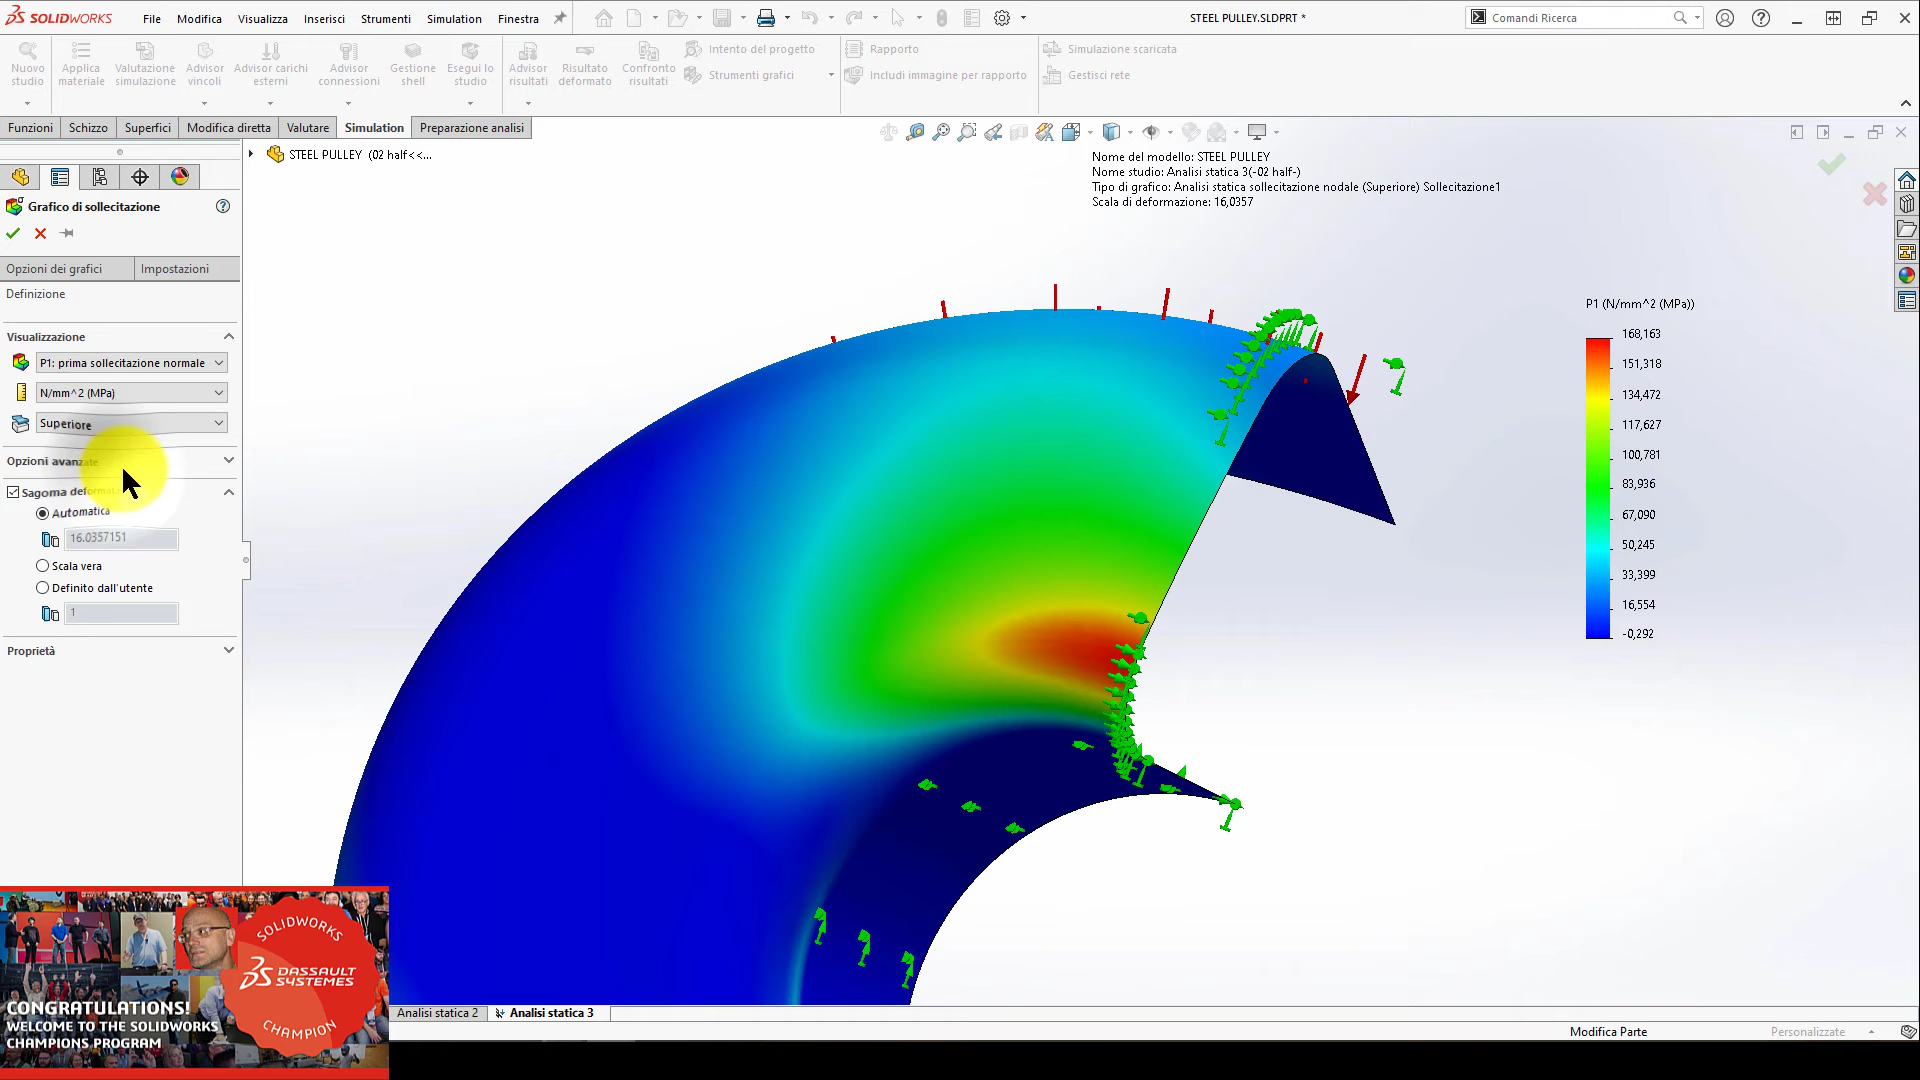 SOLIDWORKS
File Modifica Visualizza Inserisci Strumenti Simulation Finestra
STEEL PULLEY.SLDPRT *
Comandi Ricerca
Nuovo studio
Applica materiale
Valutazione simulazione
Advisor vincoli
Advisor carichi esterni
Advisor connessioni
Gestione shell
Esegui lo studio
Advisor risultati
Risultato deformato
Confronto risultati
Intento del progetto
Strumenti grafici
Rapporto
Includi immagine per rapporto
Simulazione scaricata
Gestisci rete
Funzioni Schizzo Superfici Modifica diretta Valutare Simulation Preparazione analisi
STEEL PULLEY (02 half<<...
Nome del modello: STEEL PULLEY
Nome studio: Analisi statica 3(-02 half-)
Tipo di grafico: Analisi statica sollecitazione nodale (Superiore) Sollecitazione1
Scala di deformazione: 16,0357
Grafico di sollecitazione
Opzioni dei grafici Impostazioni
Definizione
Visualizzazione
P1: prima sollecitazione normale
N/mm^2 (MPa)
Superiore
Opzioni avanzate
Sagoma deformata
Automatica
16.0357151
Scala vera
Definito dall'utente
1
Proprietà
P1 (N/mm^2 (MPa))
168,163
151,318
134,472
117,627
100,781
83,936
67,090
50,245
33,399
16,554
-0,292
SOLIDWORKS
DASSAULT SYSTEMES
CHAMPION
CONGRATULATIONS!
WELCOME TO THE SOLIDWORKS
CHAMPIONS PROGRAM
Analisi statica 2 Analisi statica 3
Modifica Parte
Personalizzate